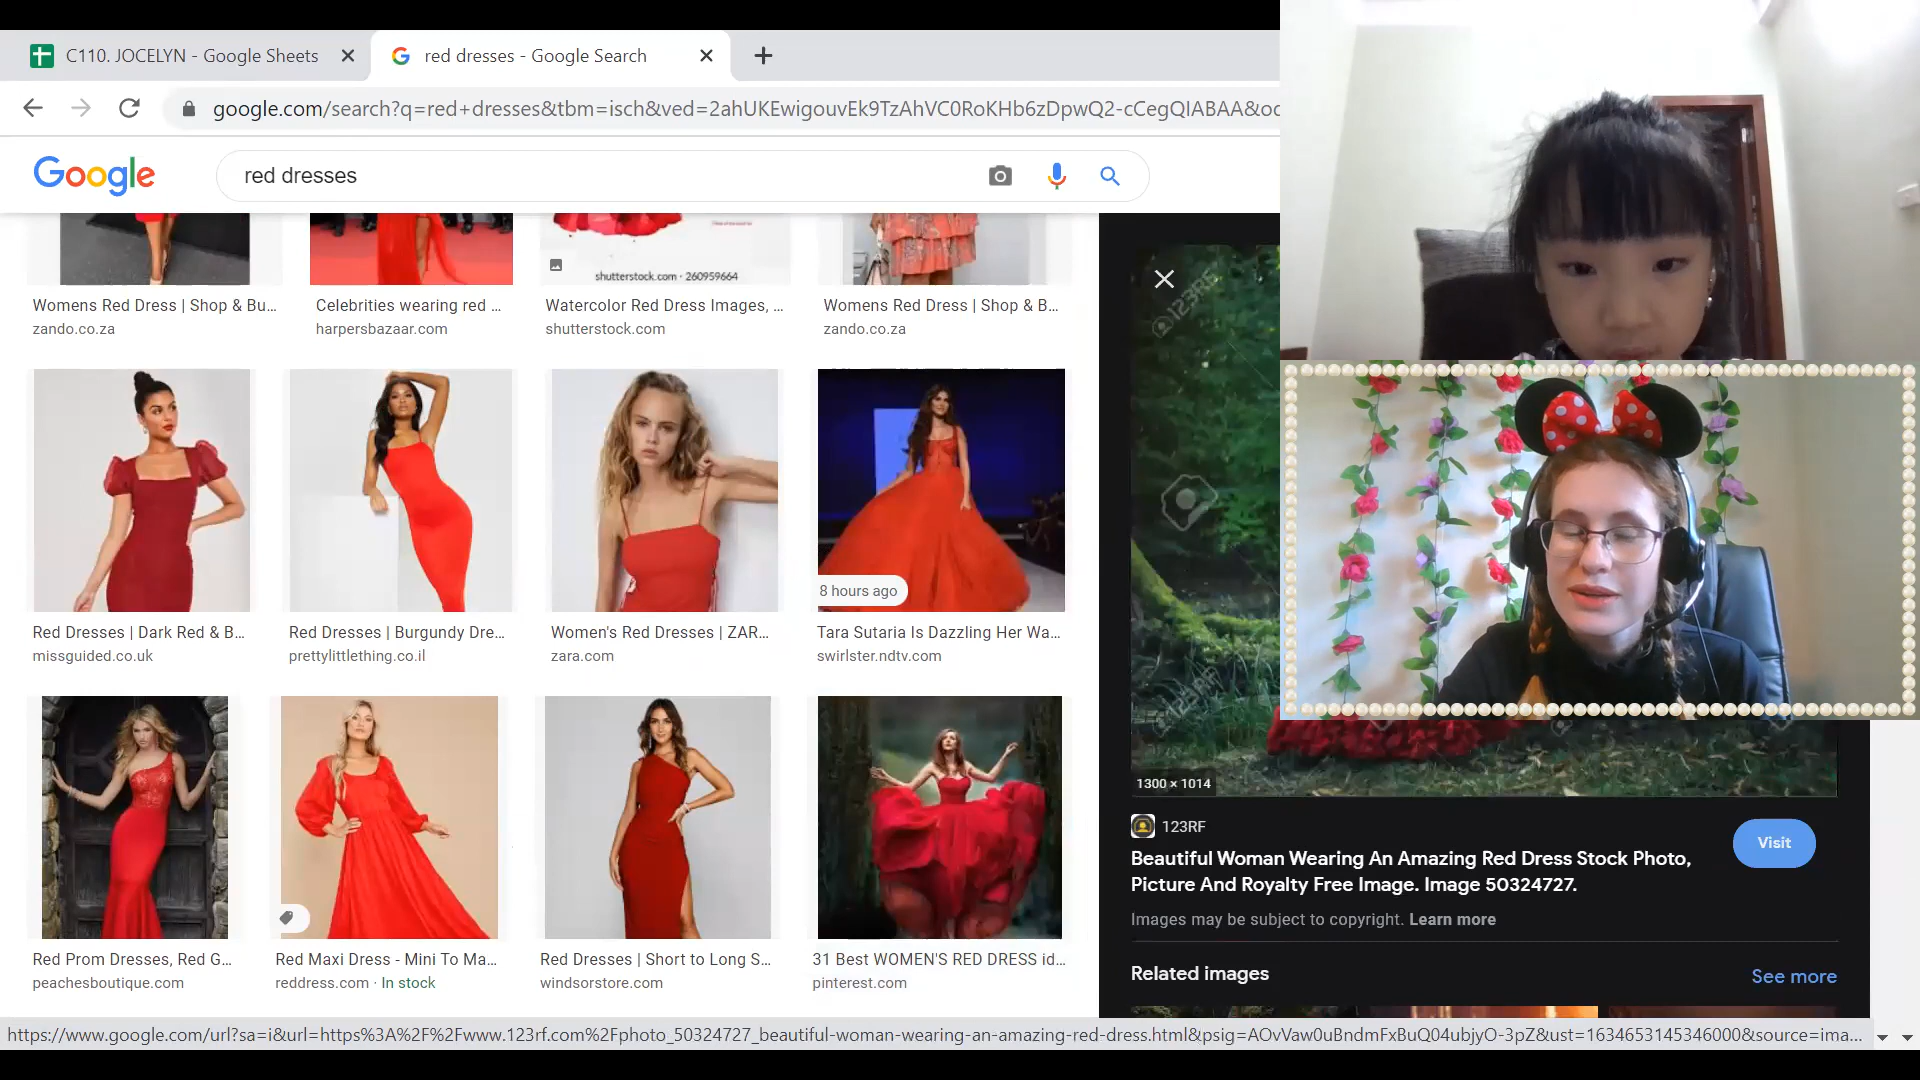 C110. JOCELYN - Google Sheets
red dresses - Google Search
google.com/search?q=red+dresses&tbm=isch&ved=2ahUKEwigouvEk9TzAhVC0RoKHb6zDpwQ2-cCegQIABAA&oc
Google
red dresses
shutterstock.com · 260959664
Womens Red Dress | Shop & Bu...
zando.co.za
Celebrities wearing red ...
harpersbazaar.com
Watercolor Red Dress Images, ...
shutterstock.com
Womens Red Dress | Shop & B...
zando.co.za
8 hours ago
Red Dresses | Dark Red & B...
missguided.co.uk
Red Dresses | Burgundy Dre...
prettylittlething.co.il
Women's Red Dresses | ZAR...
zara.com
Tara Sutaria Is Dazzling Her Wa...
swirlster.ndtv.com
Red Prom Dresses, Red G...
peachesboutique.com
Red Maxi Dress - Mini To Ma...
reddress.com · In stock
Red Dresses | Short to Long S...
windsorstore.com
31 Best WOMEN'S RED DRESS id...
pinterest.com
123RF
123RF
1300 × 1014
123RF
Visit
Beautiful Woman Wearing An Amazing Red Dress Stock Photo,
Picture And Royalty Free Image. Image 50324727.
Images may be subject to copyright. Learn more
Related images
See more
https://www.google.com/url?sa=i&url=https%3A%2F%2Fwww.123rf.com%2Fphoto_50324727_beautiful-woman-wearing-an-amazing-red-dress.html&psig=AOvVaw0uBndmFxBuQ04ubjyO-3pZ&ust=1634653145346000&source=ima...